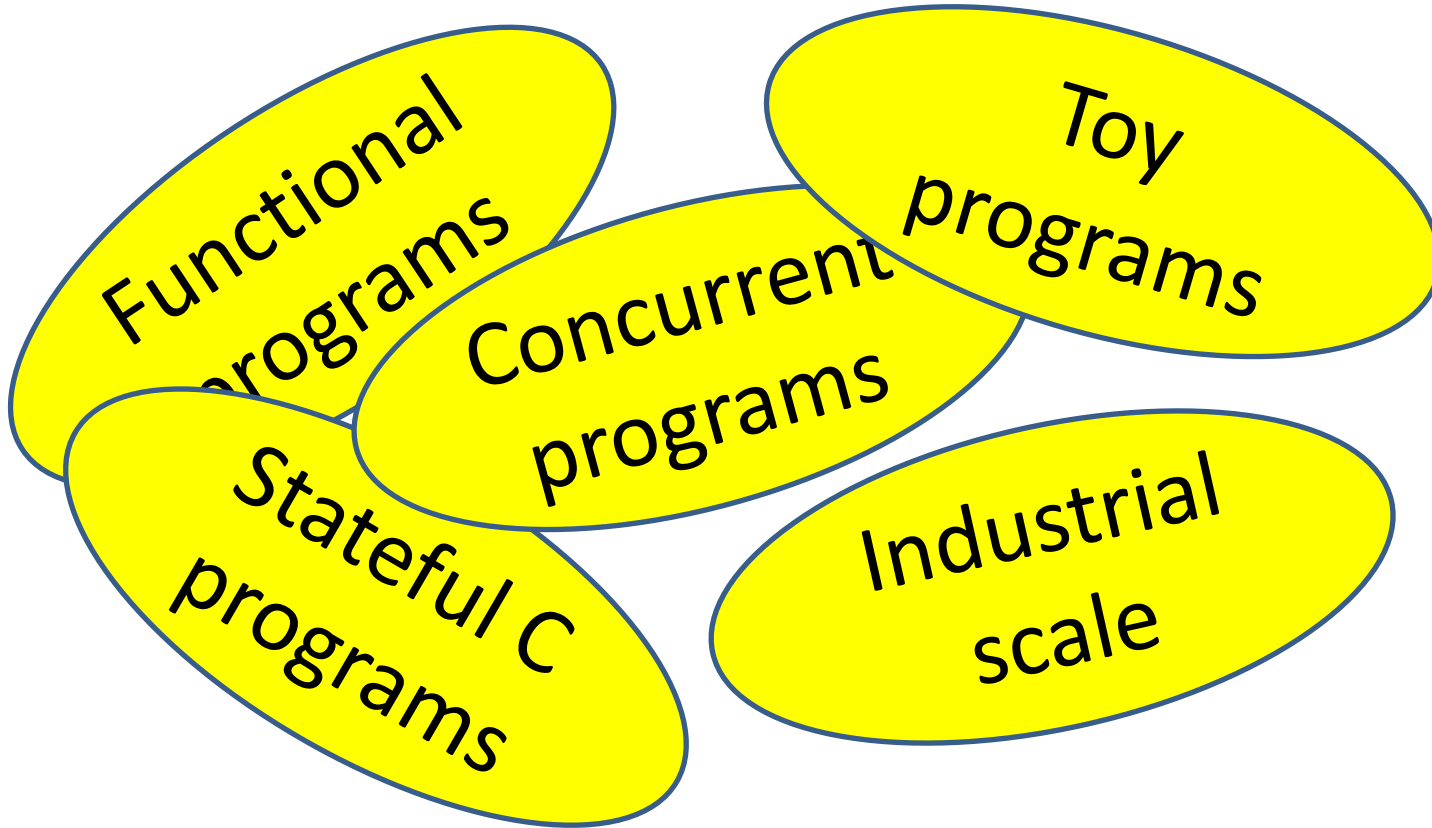 Functional
programs
Concurrent
programs
Toy
programs
Stateful C
programs
Industrial
scale